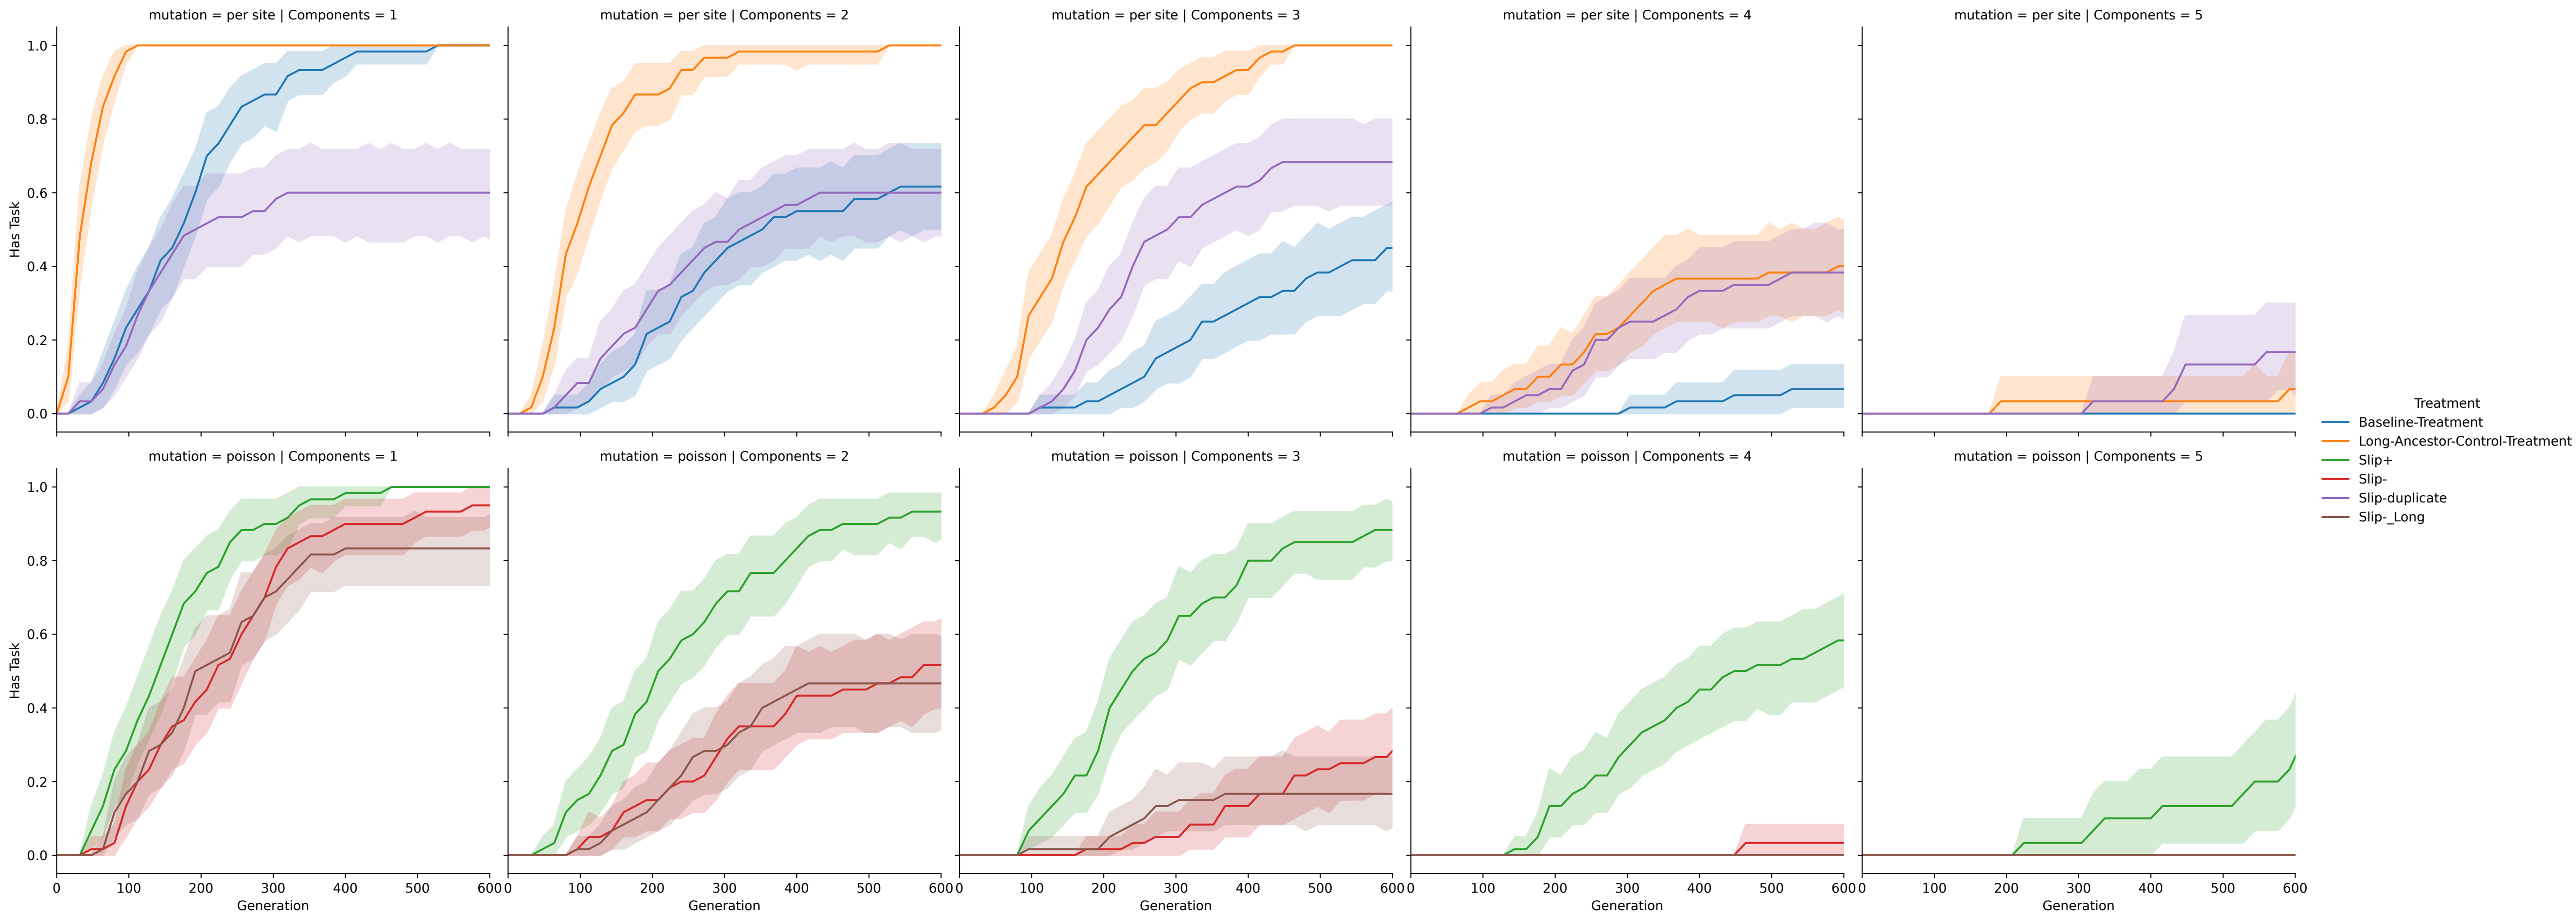 mutation = per site | Components = 1
mutation = per site | Components = 2
mutation = per site | Components = 3
mutation = per site | Components = 4
mutation = per site | Components = 5
1.0
0.8
0.6
0.4
0.2
0.0
Has Task
Treatment
Baseline-Treatment
Long-Ancestor-Control-Treatment
Slip+
Slip-
Slip-duplicate
Slip-_Long
mutation = poisson | Components = 1
mutation = poisson | Components = 2
mutation = poisson | Components = 3
mutation = poisson | Components = 4
mutation = poisson | Components = 5
1.0
0.8
0.6
0.4
0.2
0.0
Has Task
0 100 200 300 400 500 600
0 100 200 300 400 500 600
0 100 200 300 400 500 600
0 100 200 300 400 500 600
0 100 200 300 400 500 600
Generation
Generation
Generation
Generation
Generation